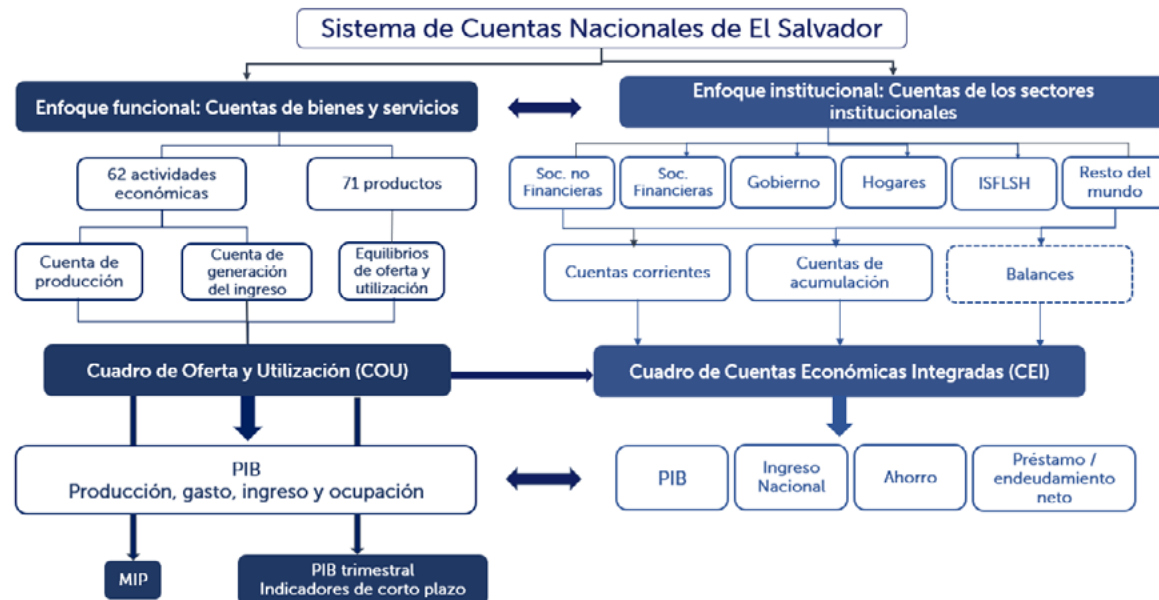 Sistema de Cuentas Nacionales de El Salvador
Enfoque funcional: Cuentas de bienes y servicios
Enfoque institucional: Cuentas de los sectores
institucionales
62 actividades
económicas
71 productos
Soc. no
Financieras
Soc.
Financieras
Gobierno
Hogares
ISFLSH
Resto del
mundo
Cuenta de
producción
Cuenta de
generación
del ingreso
Equilibrios
de oferta y
utilización
Cuentas corrientes
Cuentas de
acumulación
Balances
Cuadro de Oferta y Utilización (COU)
Cuadro de Cuentas Económicas Integradas (CEI)
PIB
Producción, gasto, ingreso y ocupación
PIB
Ingreso
Nacional
Ahorro
Préstamo /
endeudamiento
neto
MIP
PIB trimestral
Indicadores de corto plazo